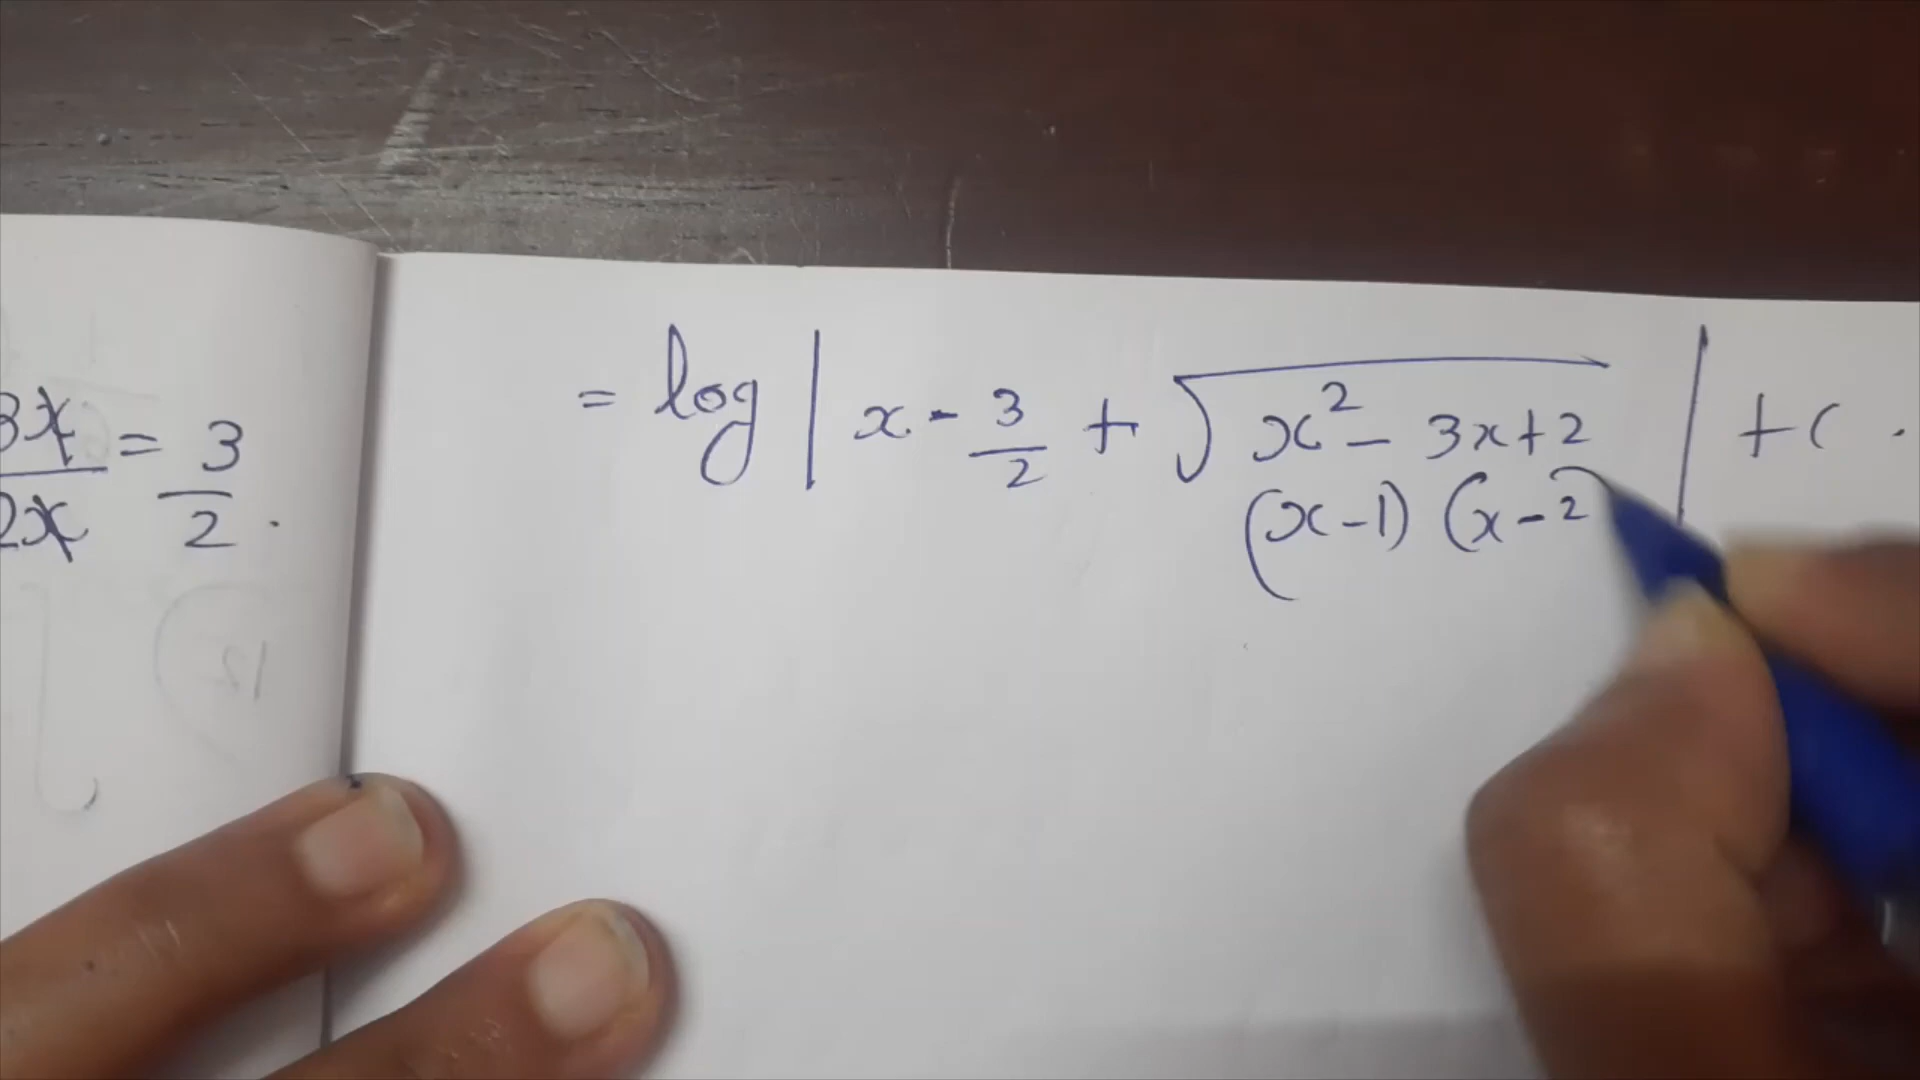 3x/2x = 3/2 .
= log | x - 3/2 + √(x² - 3x+2) | + c .
(x-1) (x-2)